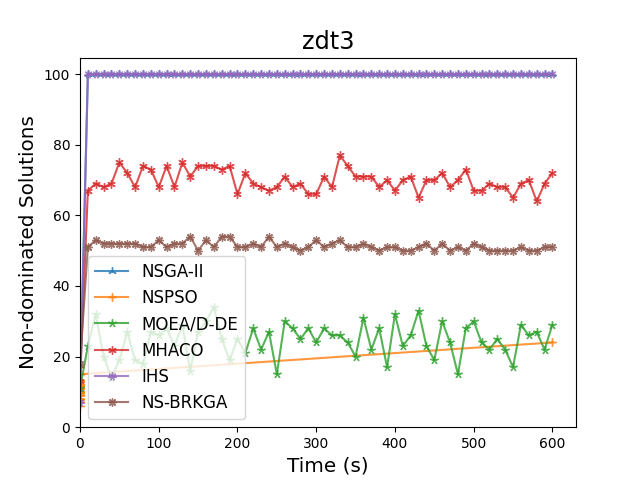 zdt3
Non-dominated Solutions
100
80
60
40
20
0
NSGA-II
NSPSO
MOEA/D-DE
MHACO
IHS
NS-BRKGA
0 100 200 300 400 500 600
Time (s)